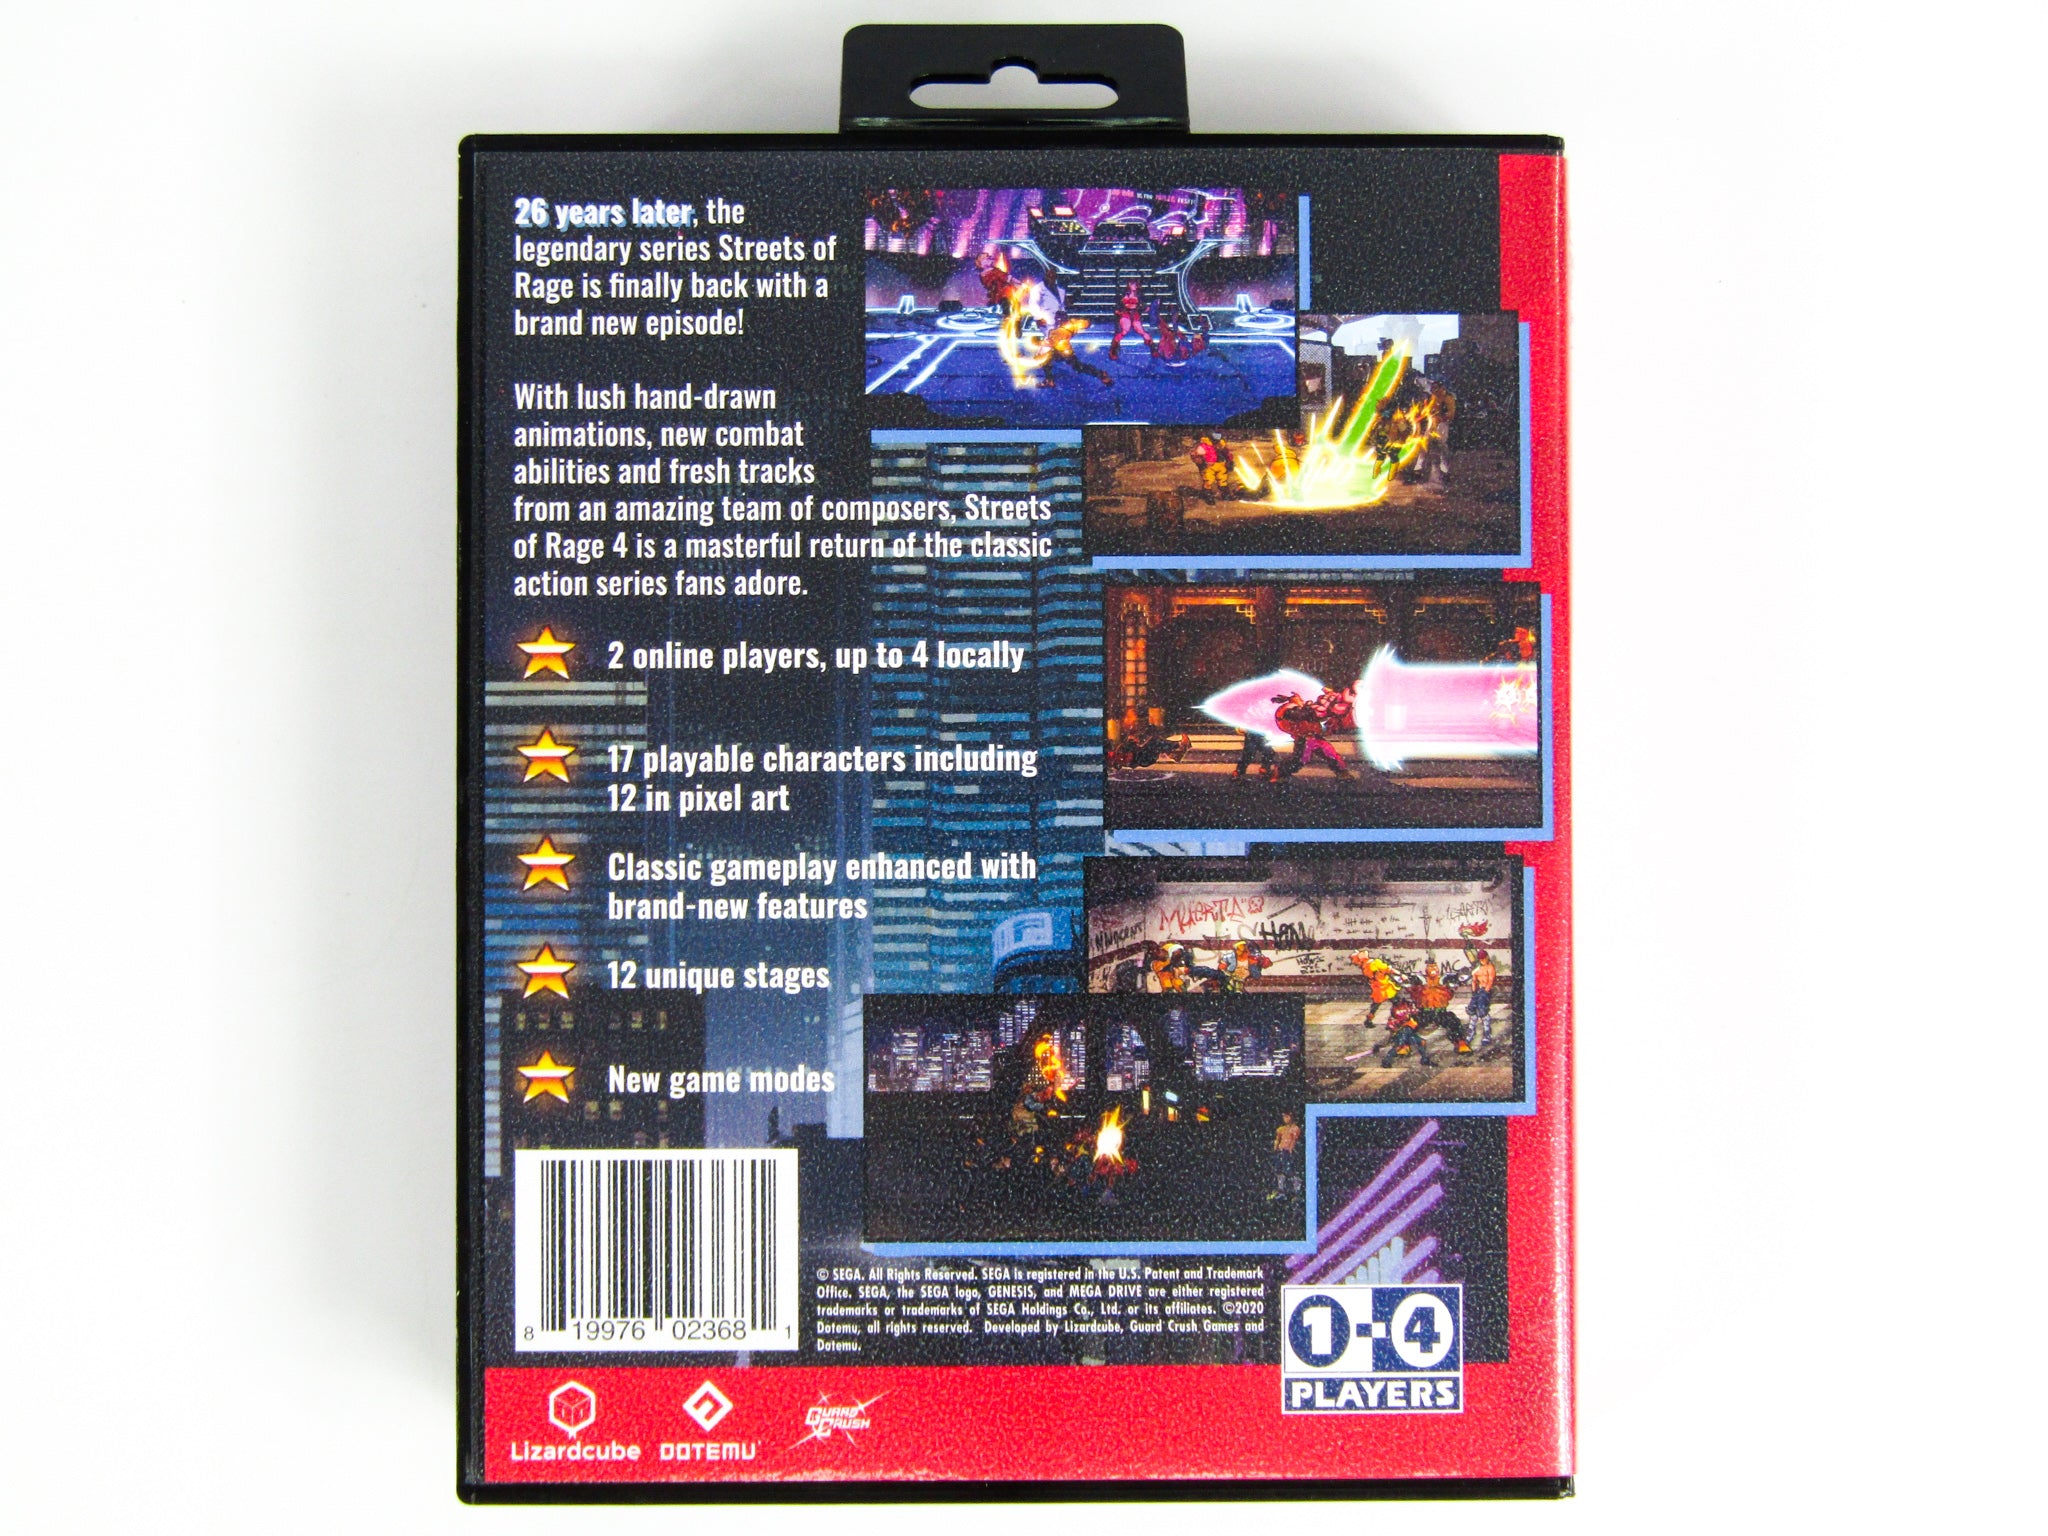 26 years later, the
legendary series Streets of
Rage is finally back with a
brand new episode!
With lush hand-drawn
animations, new combat
abilities and fresh tracks
from an amazing team of composers, Streets
of Rage 4 is a masterful return of the classic
action series fans adore.
2 online players, up to 4 locally
17 playable characters including
12 in pixel art
Classic gameplay enhanced with
brand-new features
12 unique stages
New game modes
8 19976 02368 1
© SEGA. All Rights Reserved. SEGA is registered in the U.S. Patent and Trademark
Office. SEGA, the SEGA logo, GENESIS, and MEGA DRIVE are either registered
trademarks or trademarks of SEGA Holdings Co., Ltd. or its affiliates. ©2020
Dotemu, all rights reserved. Developed by Lizardcube, Guard Crush Games and
Dotemu.
1-4
PLAYERS
Lizardcube
DOTEMU
GUARD
CRUSH